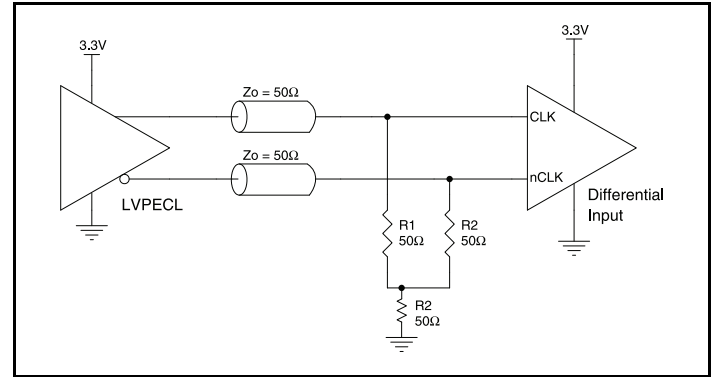 3.3V
3.3V
Zo = 50Ω
CLK
Zo = 50Ω
nCLK
LVPECL
Differential
Input
R1
50Ω
R2
50Ω
R2
50Ω